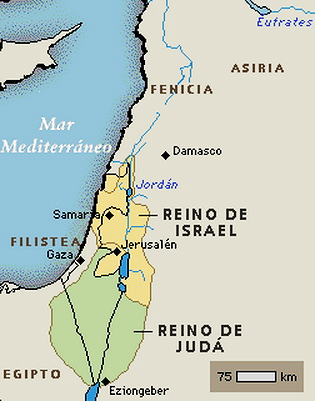 Eufrates
ASIRIA
FENICIA
Mar
Mediterráneo
Damasco
Jordán
Samaria
REINO DE
ISRAEL
FILISTEA
Jerusalén
Gaza
REINO DE
JUDÁ
EGIPTO
75 km
Eziongeber